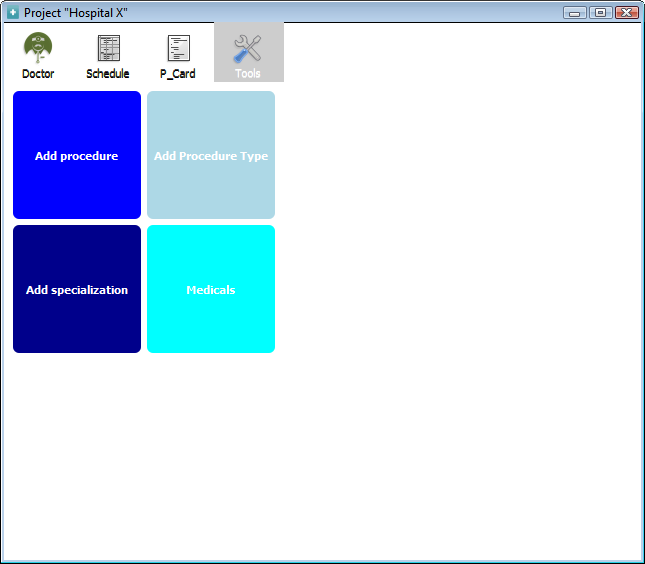 Project "Hospital X"
Doctor Schedule P_Card Tools
Add procedure Add Procedure Type
Add specialization Medicals